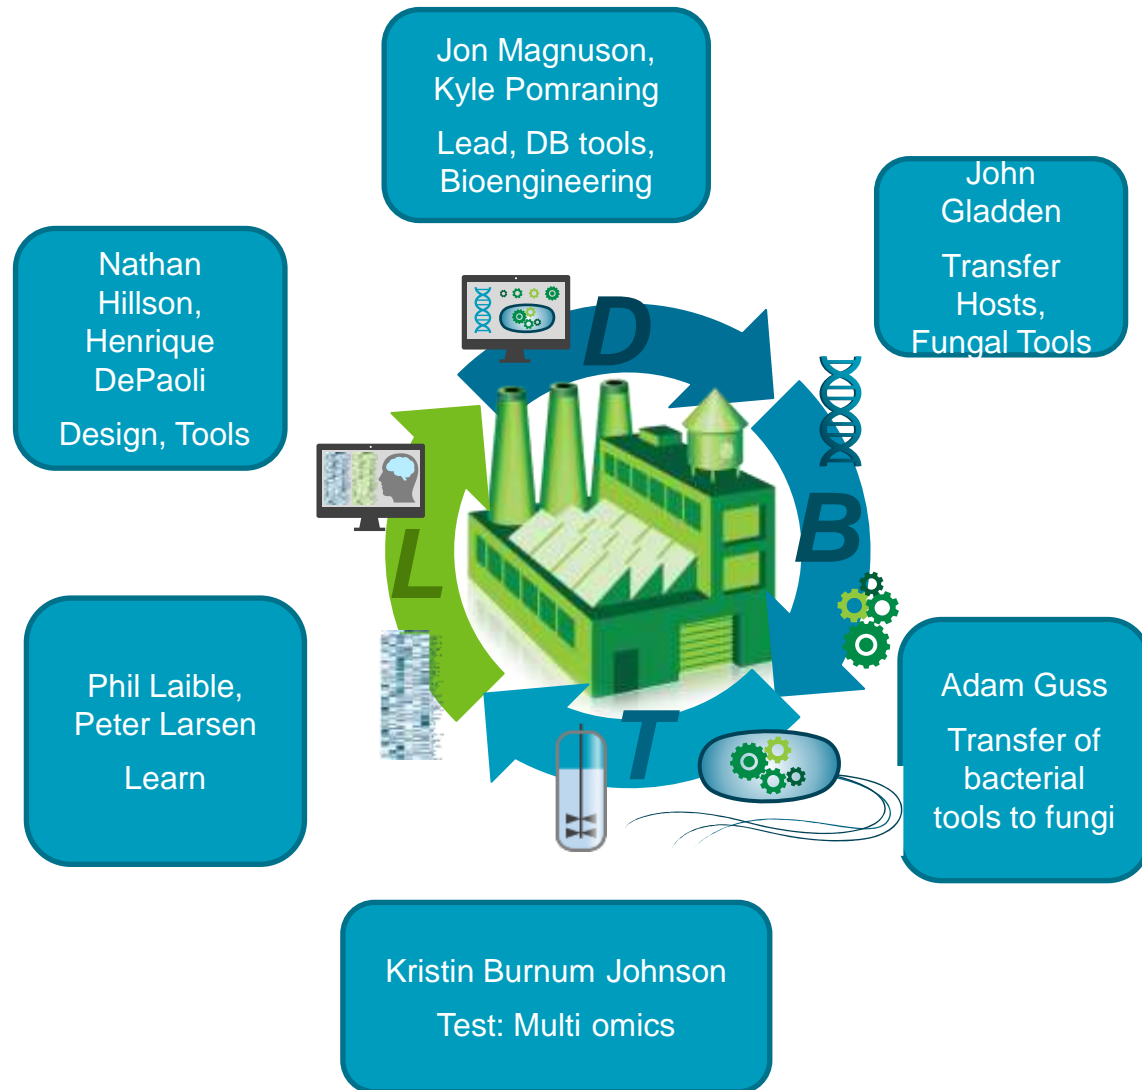 Jon Magnuson,
Kyle Pomraning
Lead, DB tools,
Bioengineering
John
Gladden
Transfer
Hosts,
Fungal Tools
Nathan
Hillson,
Henrique
DePaoli
Design, Tools
D
B
L
T
Phil Laible,
Peter Larsen
Learn
Adam Guss
Transfer of
bacterial
tools to fungi
Kristin Burnum Johnson
Test: Multi omics